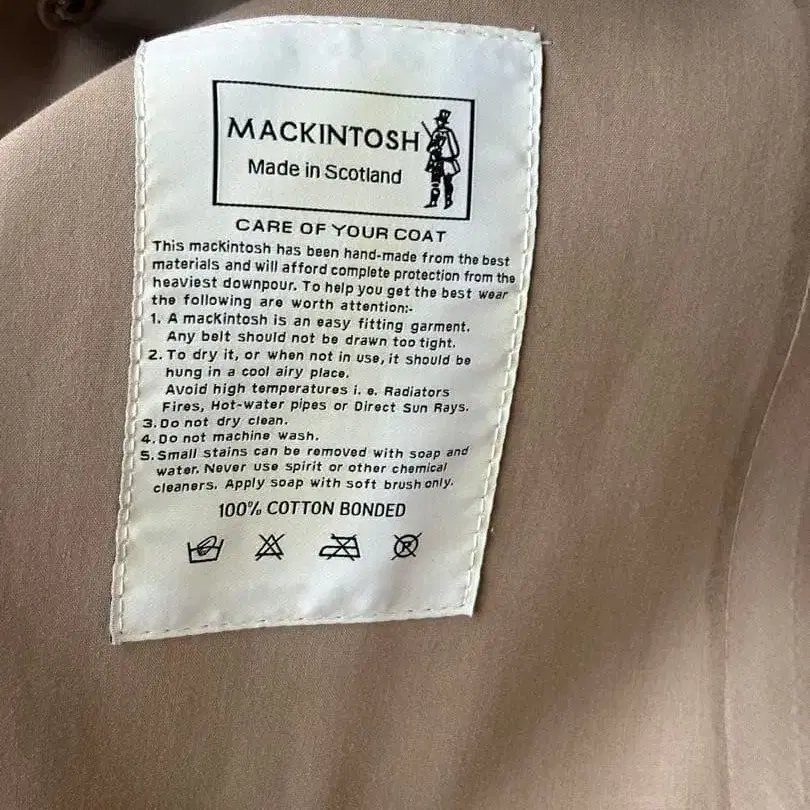 MACKINTOSH
Made in Scotland
CARE OF YOUR COAT
This mackintosh has been hand-made from the best
materials and will afford complete protection from the
heaviest downpour. To help you get the best wear
the following are worth attention:-
1. A mackintosh is an easy fitting garment.
Any belt should not be drawn too tight.
2. To dry it, or when not in use, it should be
hung in a cool airy place.
Avoid high temperatures i. e. Radiators
Fires, Hot-water pipes or Direct Sun Rays.
3. Do not dry clean.
4. Do not machine wash.
5. Small stains can be removed with soap and
water. Never use spirit or other chemical
cleaners. Apply soap with soft brush only.
100% COTTON BONDED
R